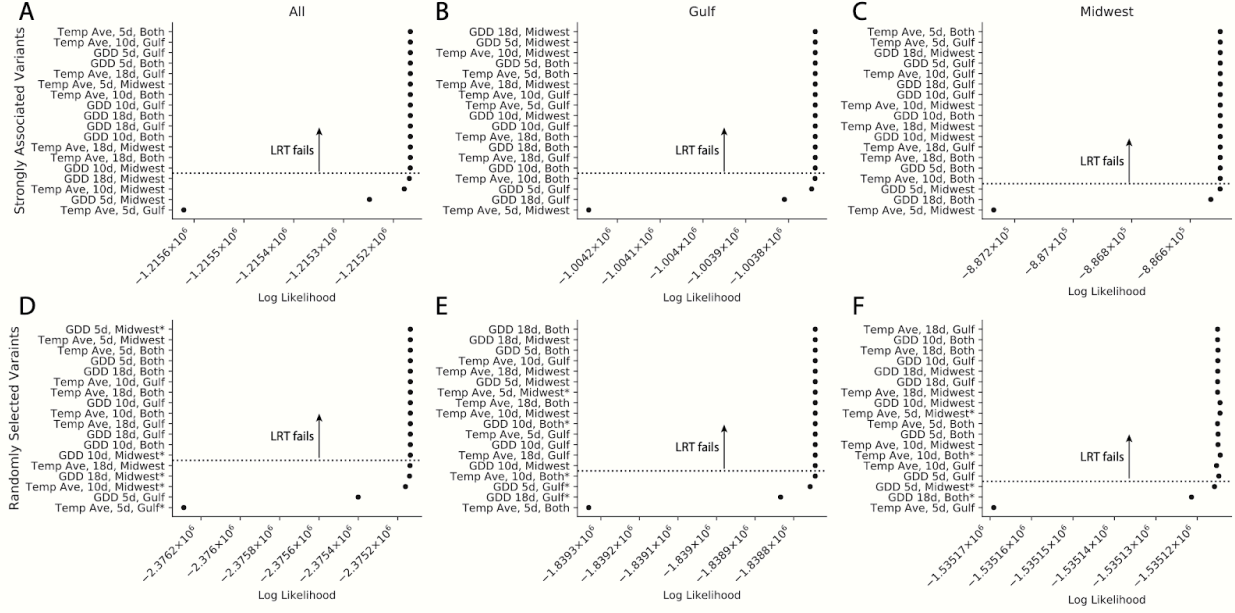 A
All
Strongly Associated Variants
Temp Ave, 5d, Both
Temp Ave, 10d, Gulf
GDD 5d, Gulf
GDD 5d, Both
Temp Ave, 18d, Gulf
Temp Ave, 5d, Midwest
Temp Ave, 10d, Both
GDD 10d, Gulf
GDD 18d, Both
GDD 18d, Gulf
GDD 10d, Both
Temp Ave, 18d, Midwest
Temp Ave, 18d, Both
GDD 10d, Midwest
GDD 18d, Midwest
Temp Ave, 10d, Midwest
GDD 5d, Midwest
Temp Ave, 5d, Gulf
LRT fails
−1.2156×10⁶
−1.2155×10⁶
−1.2154×10⁶
−1.2153×10⁶
−1.2152×10⁶
Log Likelihood
B
Gulf
GDD 18d, Midwest
GDD 5d, Midwest
Temp Ave, 10d, Midwest
GDD 5d, Both
Temp Ave, 5d, Both
Temp Ave, 18d, Midwest
Temp Ave, 10d, Gulf
Temp Ave, 5d, Gulf
GDD 10d, Midwest
GDD 10d, Gulf
Temp Ave, 18d, Both
GDD 18d, Both
Temp Ave, 18d, Gulf
GDD 10d, Both
Temp Ave, 10d, Both
GDD 5d, Gulf
GDD 18d, Gulf
Temp Ave, 5d, Midwest
LRT fails
−1.0042×10⁶
−1.0041×10⁶
−1.004×10⁶
−1.0039×10⁶
−1.0038×10⁶
Log Likelihood
C
Midwest
Temp Ave, 5d, Both
Temp Ave, 5d, Gulf
GDD 18d, Midwest
GDD 5d, Gulf
Temp Ave, 10d, Gulf
GDD 18d, Gulf
GDD 10d, Gulf
Temp Ave, 10d, Midwest
GDD 10d, Both
Temp Ave, 18d, Midwest
GDD 10d, Midwest
Temp Ave, 18d, Gulf
Temp Ave, 18d, Both
GDD 5d, Both
Temp Ave, 10d, Both
GDD 5d, Midwest
GDD 18d, Both
Temp Ave, 5d, Midwest
LRT fails
−8.872×10⁵
−8.87×10⁵
−8.868×10⁵
−8.866×10⁵
Log Likelihood
D
Randomly Selected Varaints
GDD 5d, Midwest*
Temp Ave, 5d, Midwest
Temp Ave, 5d, Both
GDD 5d, Both
GDD 18d, Both
Temp Ave, 10d, Gulf
Temp Ave, 18d, Both
GDD 10d, Gulf
Temp Ave, 10d, Both
Temp Ave, 18d, Gulf
GDD 18d, Gulf
GDD 10d, Both
GDD 10d, Midwest*
Temp Ave, 18d, Midwest
GDD 18d, Midwest*
Temp Ave, 10d, Midwest*
GDD 5d, Gulf
Temp Ave, 5d, Gulf*
LRT fails
−2.3762×10⁶
−2.376×10⁶
−2.3758×10⁶
−2.3756×10⁶
−2.3754×10⁶
−2.3752×10⁶
Log Likelihood
E
GDD 18d, Both
GDD 18d, Midwest
GDD 5d, Both
Temp Ave, 10d, Gulf
Temp Ave, 18d, Midwest
GDD 5d, Midwest
Temp Ave, 5d, Midwest*
Temp Ave, 18d, Both
Temp Ave, 10d, Midwest
GDD 10d, Both*
Temp Ave, 5d, Gulf
GDD 10d, Gulf
Temp Ave, 18d, Gulf
GDD 10d, Midwest
Temp Ave, 10d, Both*
GDD 5d, Gulf*
GDD 18d, Gulf*
Temp Ave, 5d, Both
LRT fails
−1.8393×10⁶
−1.8392×10⁶
−1.8391×10⁶
−1.839×10⁶
−1.8389×10⁶
−1.8388×10⁶
Log Likelihood
F
Temp Ave, 18d, Gulf
GDD 10d, Both
Temp Ave, 18d, Both
GDD 10d, Gulf
GDD 18d, Midwest
GDD 18d, Gulf
Temp Ave, 18d, Midwest
GDD 10d, Midwest
Temp Ave, 5d, Midwest*
Temp Ave, 5d, Both
GDD 5d, Both
Temp Ave, 10d, Midwest
Temp Ave, 10d, Both*
Temp Ave, 10d, Gulf
GDD 5d, Gulf
GDD 5d, Midwest*
GDD 18d, Both*
Temp Ave, 5d, Gulf
LRT fails
−1.53517×10⁶
−1.53516×10⁶
−1.53515×10⁶
−1.53514×10⁶
−1.53513×10⁶
−1.53512×10⁶
Log Likelihood